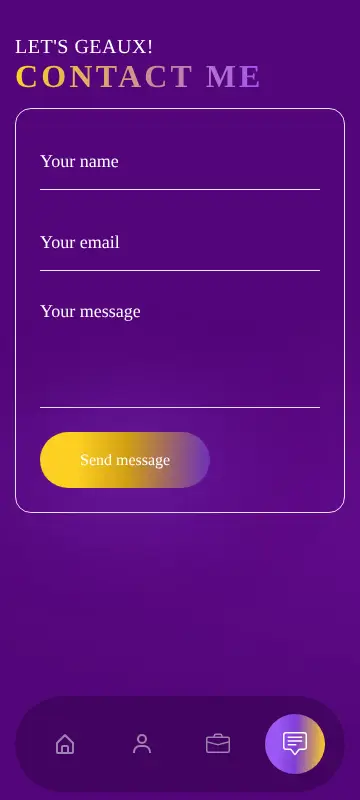 LET'S GEAUX!
CONTACT ME
Your name
Your email
Your message
Send message